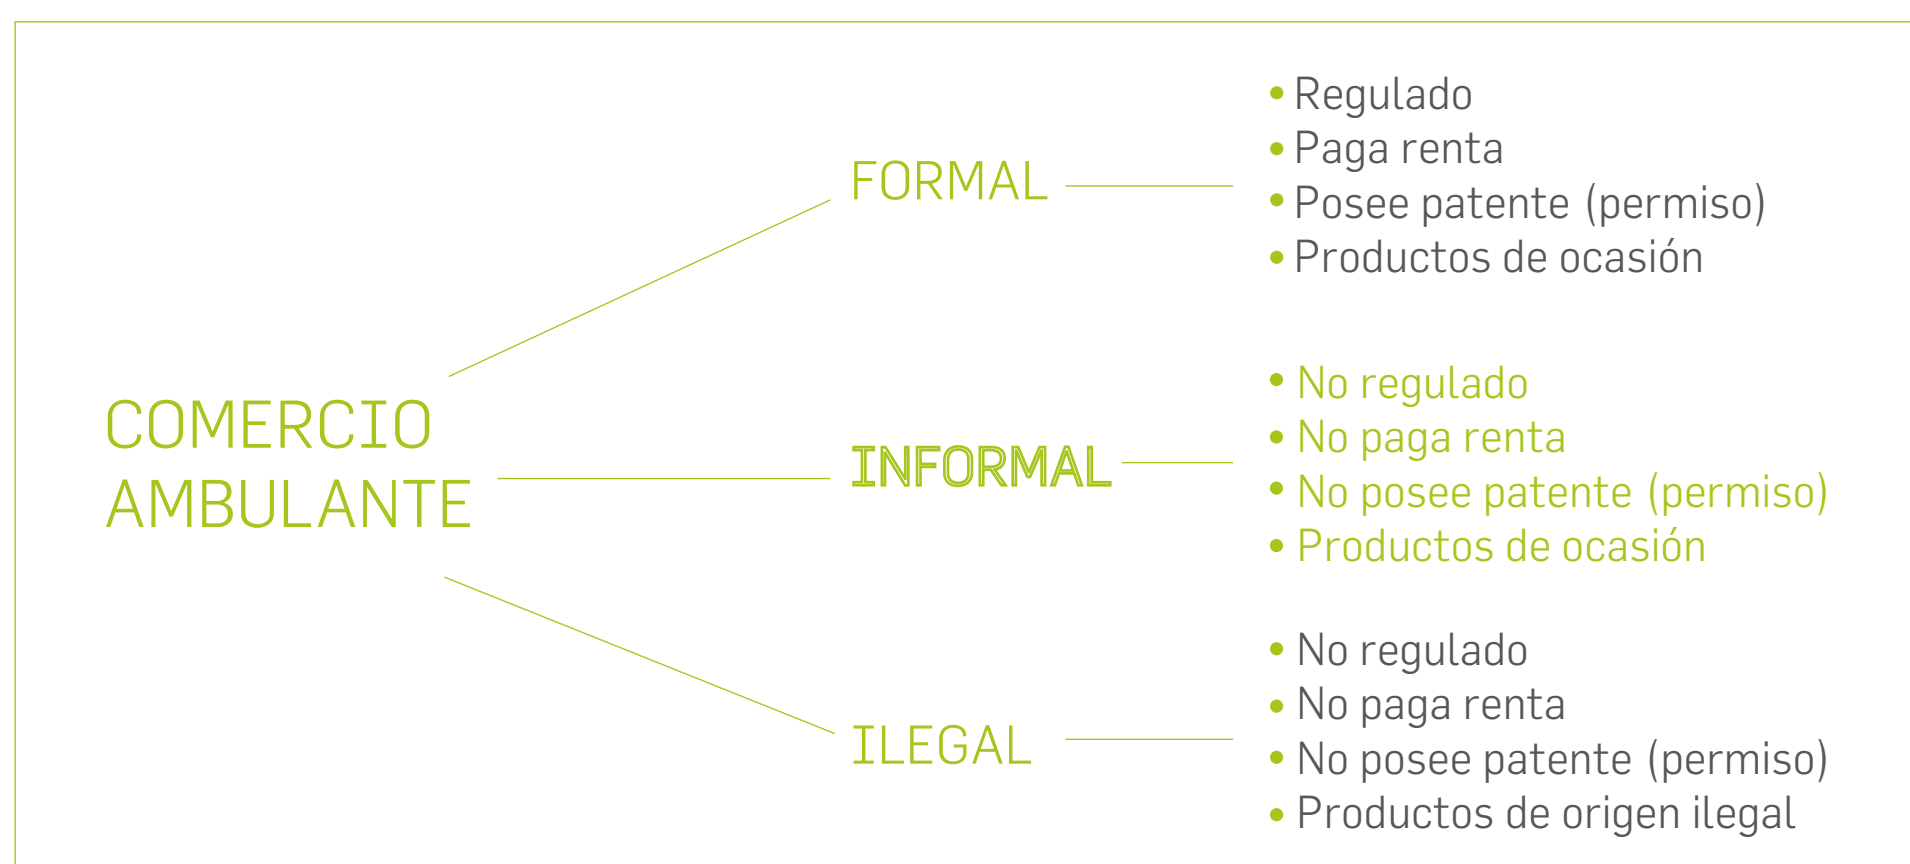 COMERCIO
AMBULANTE
FORMAL
• Regulado
• Paga renta
• Posee patente (permiso)
• Productos de ocasión
INFORMAL
• No regulado
• No paga renta
• No posee patente (permiso)
• Productos de ocasión
ILEGAL
• No regulado
• No paga renta
• No posee patente (permiso)
• Productos de origen ilegal